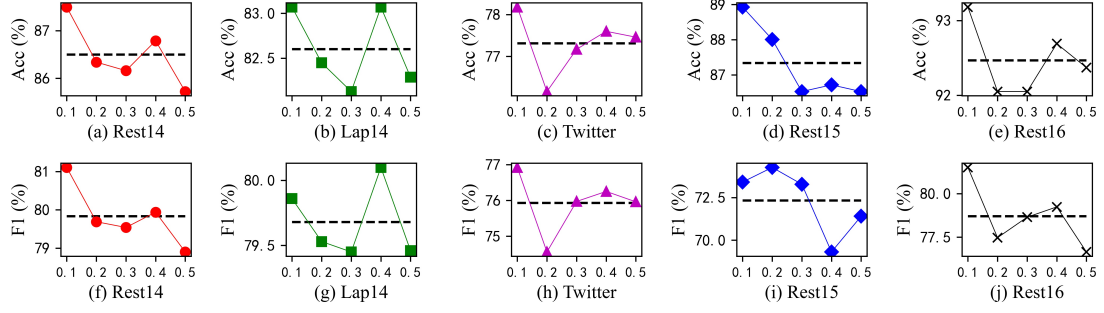 Acc (%)
87
86
0.1 0.2 0.3 0.4 0.5
(a) Rest14
Acc (%)
83.0
82.5
0.1 0.2 0.3 0.4 0.5
(b) Lap14
Acc (%)
78
77
0.1 0.2 0.3 0.4 0.5
(c) Twitter
Acc (%)
89
88
87
0.1 0.2 0.3 0.4 0.5
(d) Rest15
Acc (%)
93
92
0.1 0.2 0.3 0.4 0.5
(e) Rest16
F1 (%)
81
80
79
0.1 0.2 0.3 0.4 0.5
(f) Rest14
F1 (%)
80.0
79.5
0.1 0.2 0.3 0.4 0.5
(g) Lap14
F1 (%)
77
76
75
0.1 0.2 0.3 0.4 0.5
(h) Twitter
F1 (%)
72.5
70.0
0.1 0.2 0.3 0.4 0.5
(i) Rest15
F1 (%)
80.0
77.5
0.1 0.2 0.3 0.4 0.5
(j) Rest16